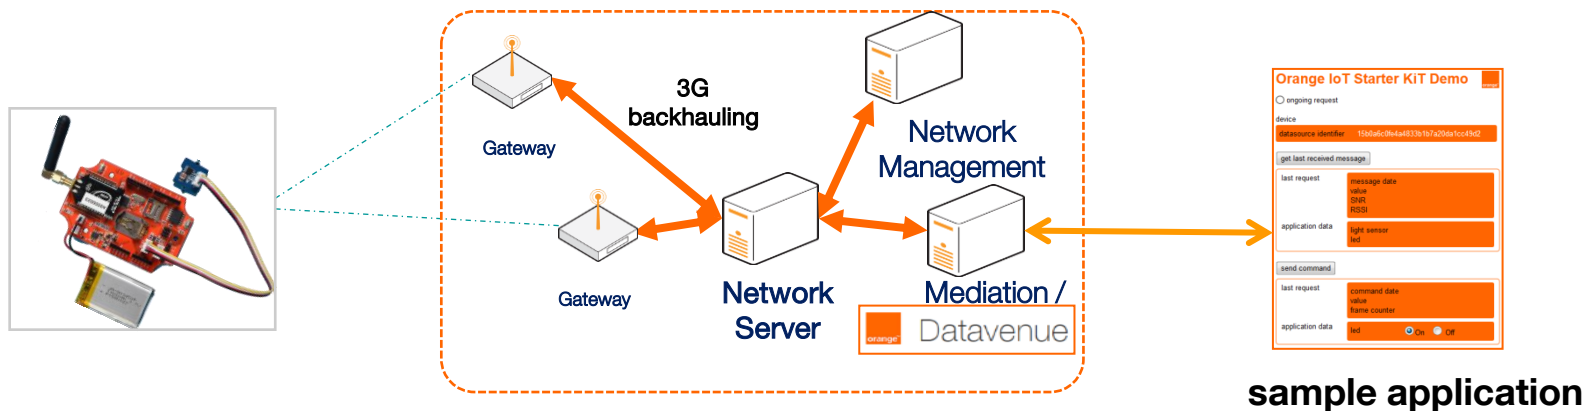 3G
backhauling
Gateway
Gateway
Network
Management
Network
Server
Mediation /
orange
Datavenue
Orange IoT Starter KiT Demo
orange
ongoing request
device
datasource identifier 15b8a6c0fe4a4833b1b7a20da1cc49d2
get last received message
last request
message date
value
SNR
RSSI
application data
light sensor
led
send command
last request
command date
value
frame counter
application data
led On Off
sample application